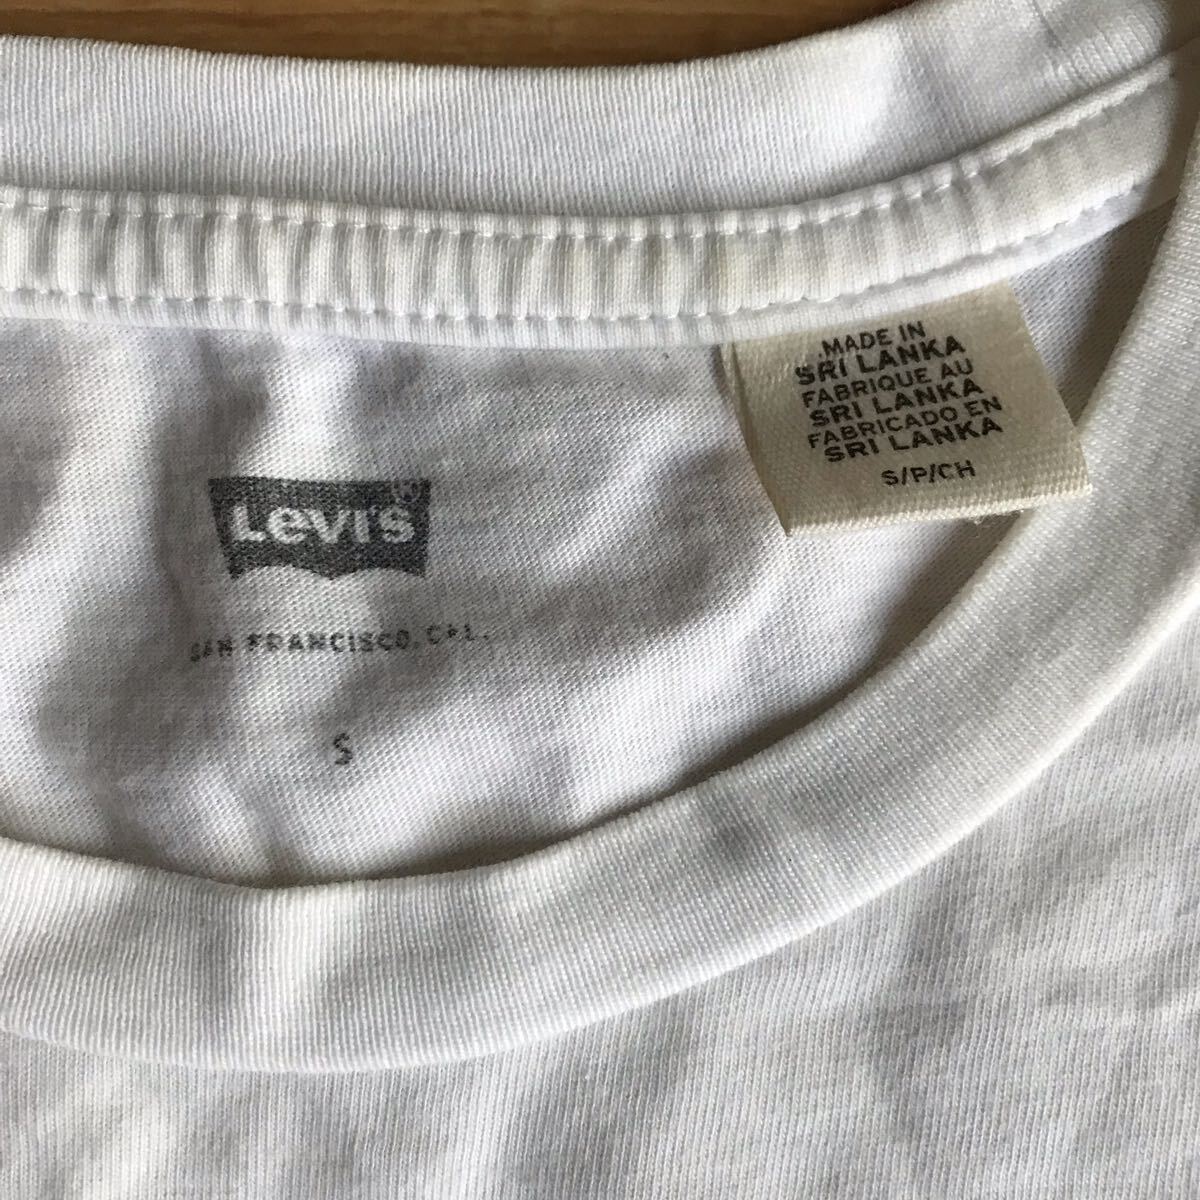 Levi's
SAN FRANCISCO, CAL.
S
MADE IN
SRI LANKA
FABRIQUE AU
SRI LANKA
FABRICADO EN
SRI LANKA
S/P/CH